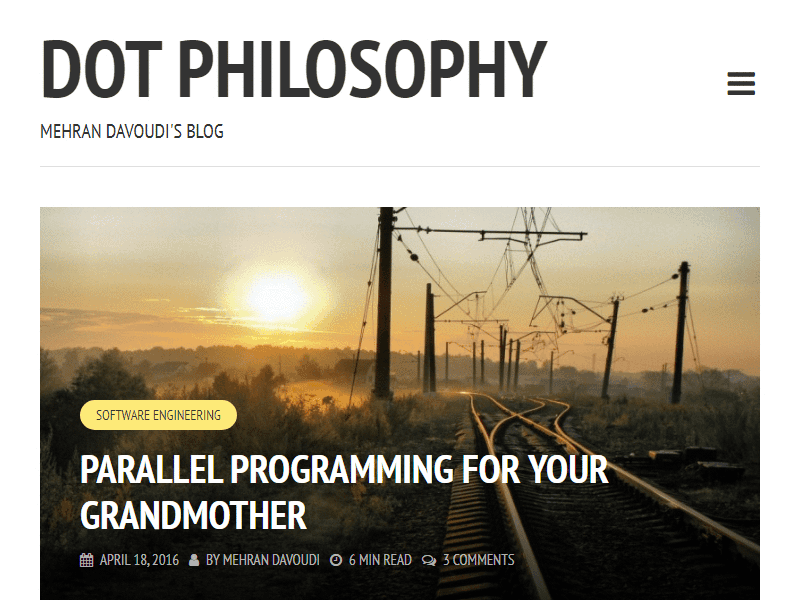 DOT PHILOSOPHY
MEHRAN DAVOUDI'S BLOG
SOFTWARE ENGINEERING
PARALLEL PROGRAMMING FOR YOUR
GRANDMOTHER
APRIL 18, 2016 BY MEHRAN DAVOUDI 6 MIN READ 3 COMMENTS